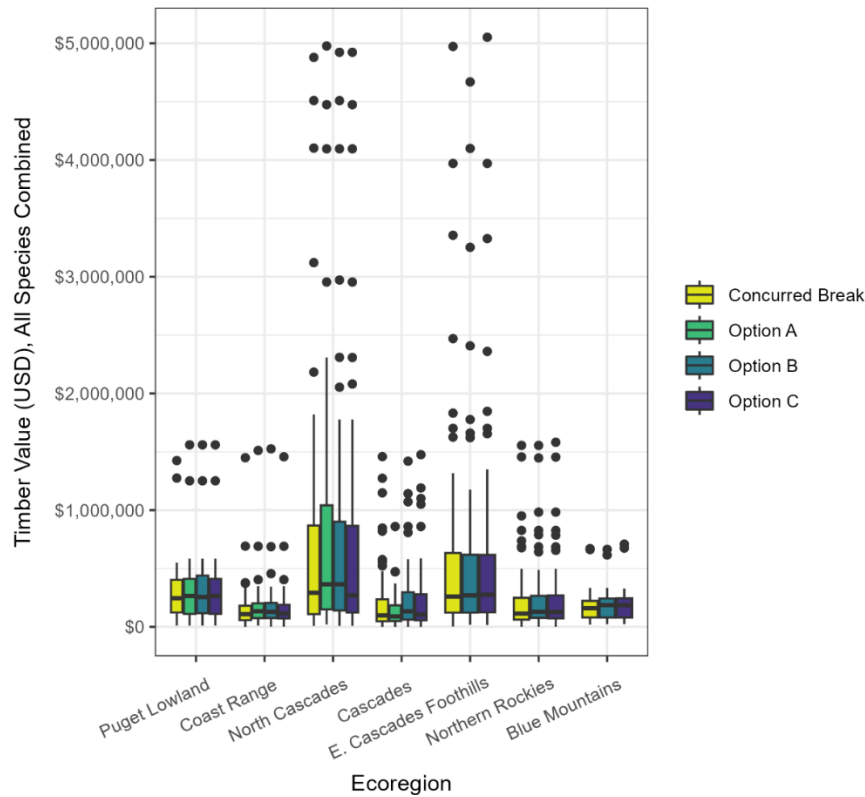 Timber Value (USD), All Species Combined
$5,000,000
$4,000,000
$3,000,000
$2,000,000
$1,000,000
$0
Puget Lowland
Coast Range
North Cascades
Cascades
E. Cascades Foothills
Northern Rockies
Blue Mountains
Ecoregion
Concurred Break
Option A
Option B
Option C